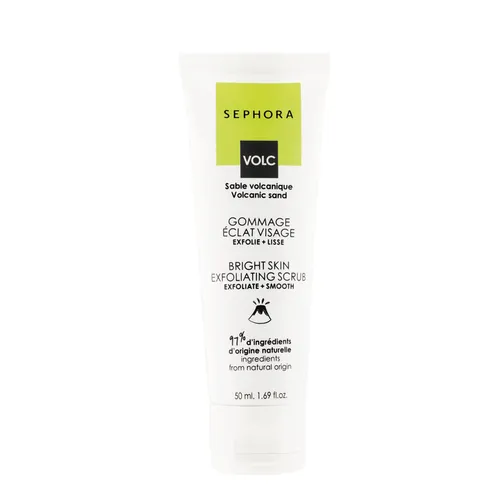 SEPHORA
VOLC
Sable volcanique
Volcanic sand
GOMMAGE
ÉCLAT VISAGE
EXFOLIE + LISSE
BRIGHT SKIN
EXFOLIATING SCRUB
EXFOLIATE + SMOOTH
97% d'ingrédients
d'origine naturelle
ingredients
from natural origin
50 ml. 1.69 fl.oz.